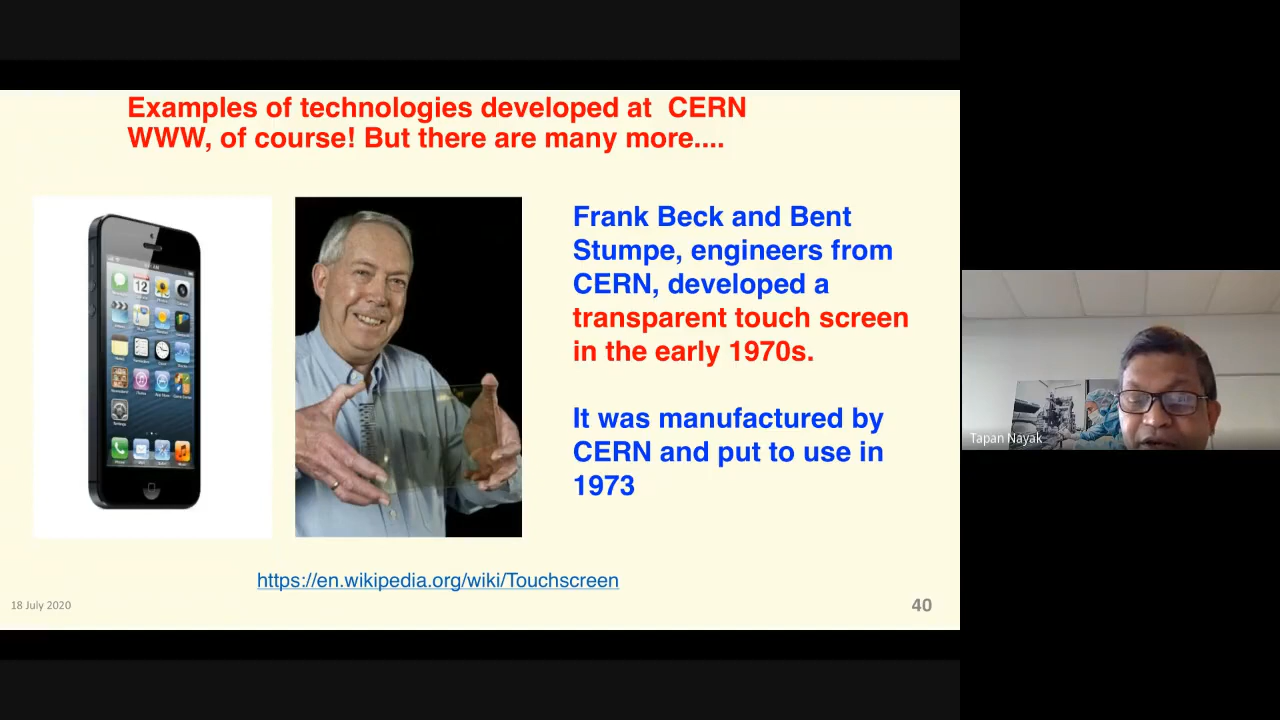 Examples of technologies developed at CERN
WWW, of course! But there are many more....
Frank Beck and Bent
Stumpe, engineers from
CERN, developed a
transparent touch screen
in the early 1970s.
It was manufactured by
CERN and put to use in
1973
https://en.wikipedia.org/wiki/Touchscreen
18 July 2020
40
Tapan Nayak